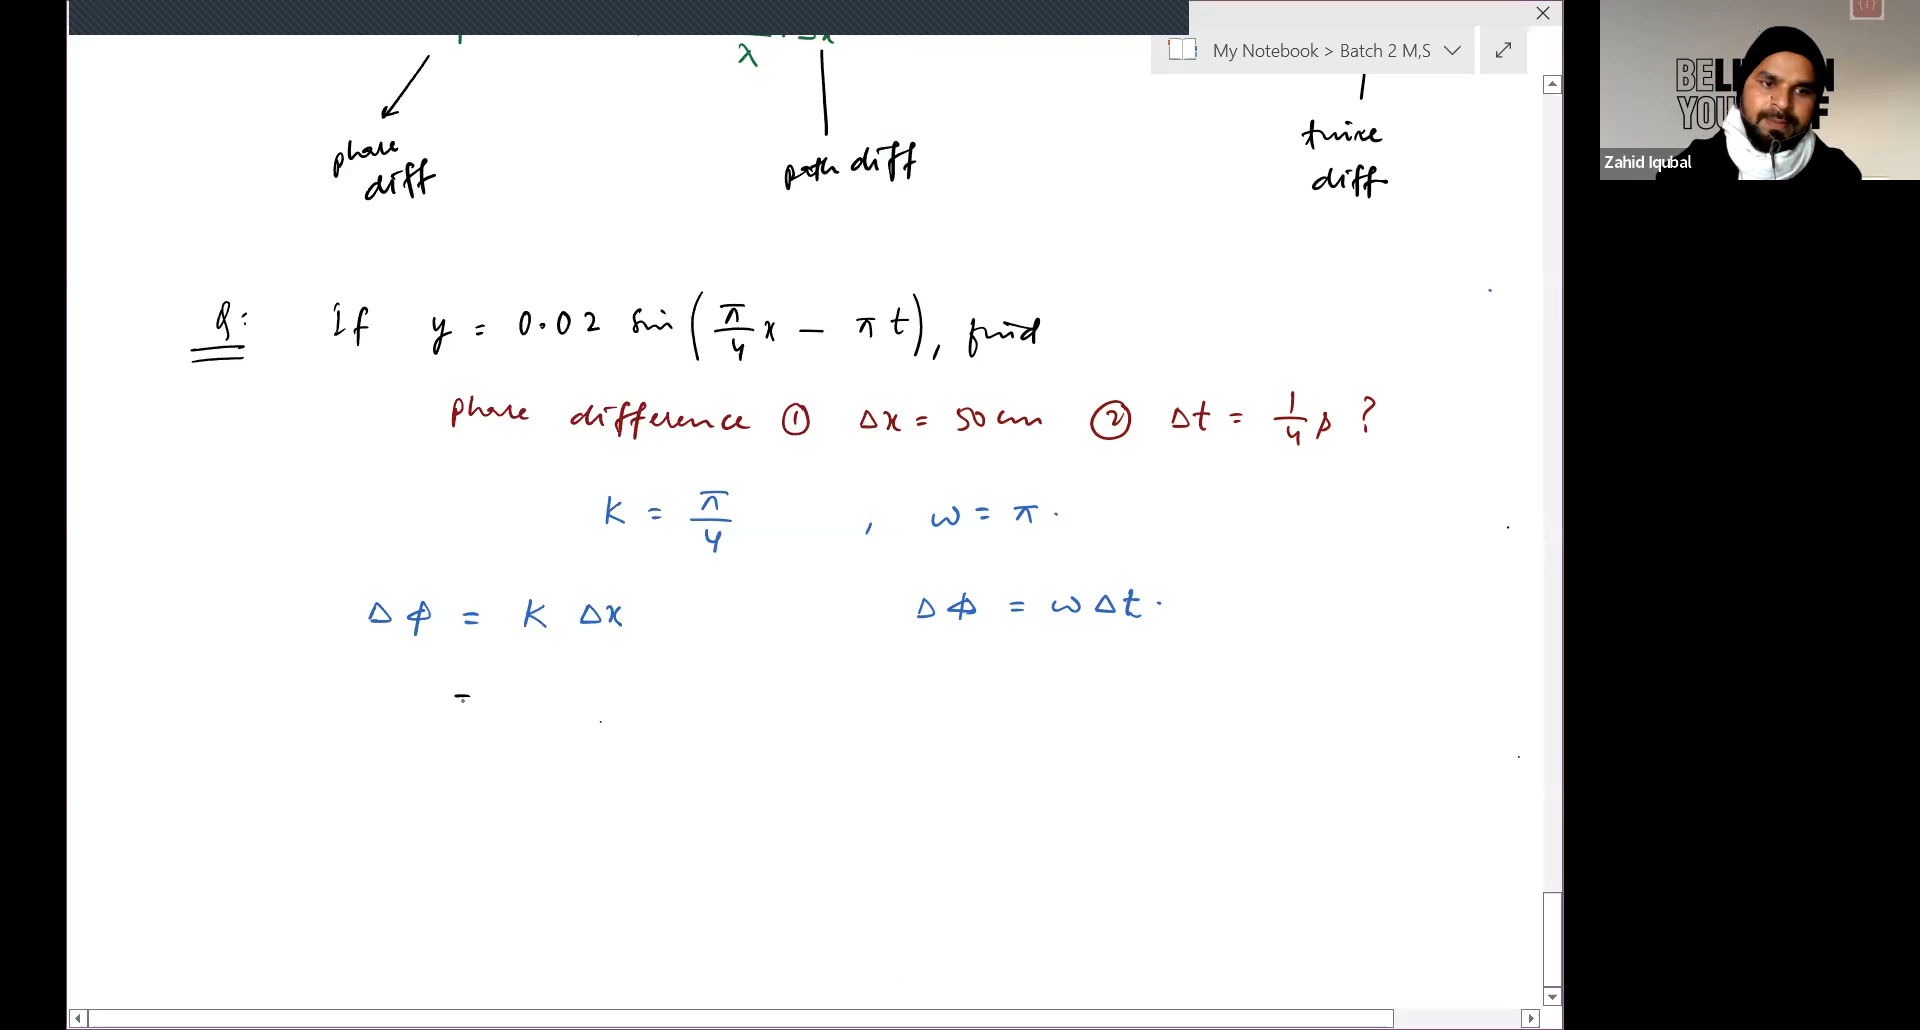 λ
My Notebook > Batch 2 M,S
phase diff
path diff
time diff
Q: If y = 0.02 sin(π/4 x − πt), find
phase difference ① Δx = 50 cm ② Δt = 1/4 s ?
K = π/4 , ω = π.
Δϕ = K Δx
Δϕ = ω Δt.
=
Zahid Iqubal